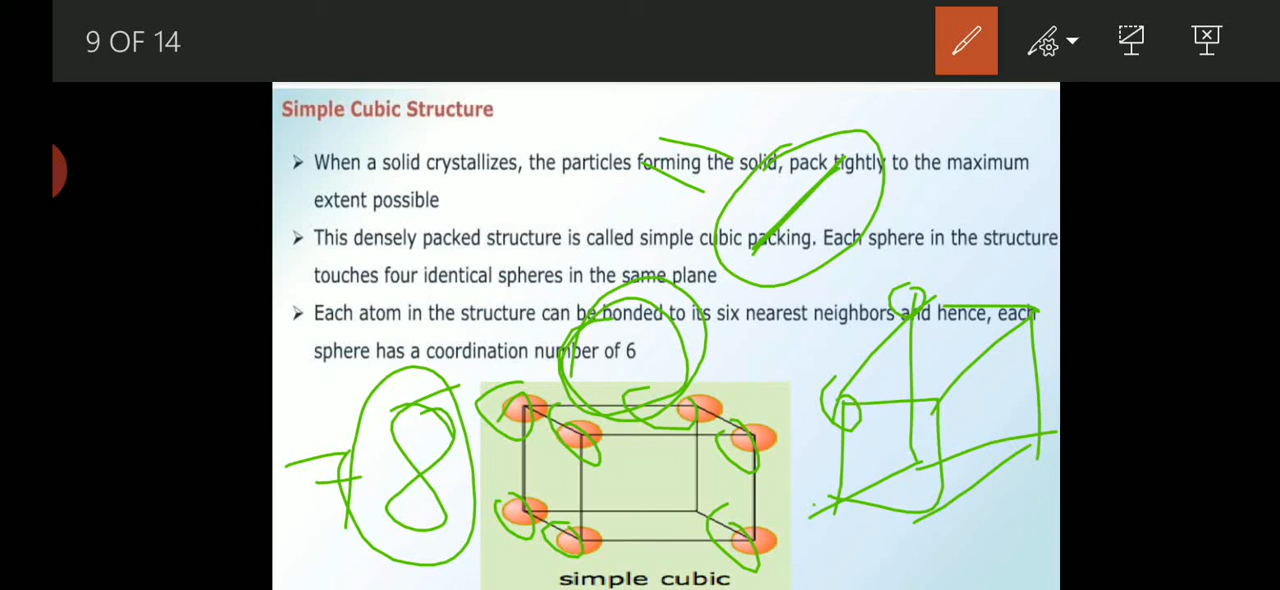 9 OF 14
Simple Cubic Structure
➢ When a solid crystallizes, the particles forming the solid, pack tightly to the maximum
extent possible
➢ This densely packed structure is called simple cubic packing. Each sphere in the structure
touches four identical spheres in the same plane
➢ Each atom in the structure can be bonded to its six nearest neighbors and hence, each
sphere has a coordination number of 6
8
simple cubic